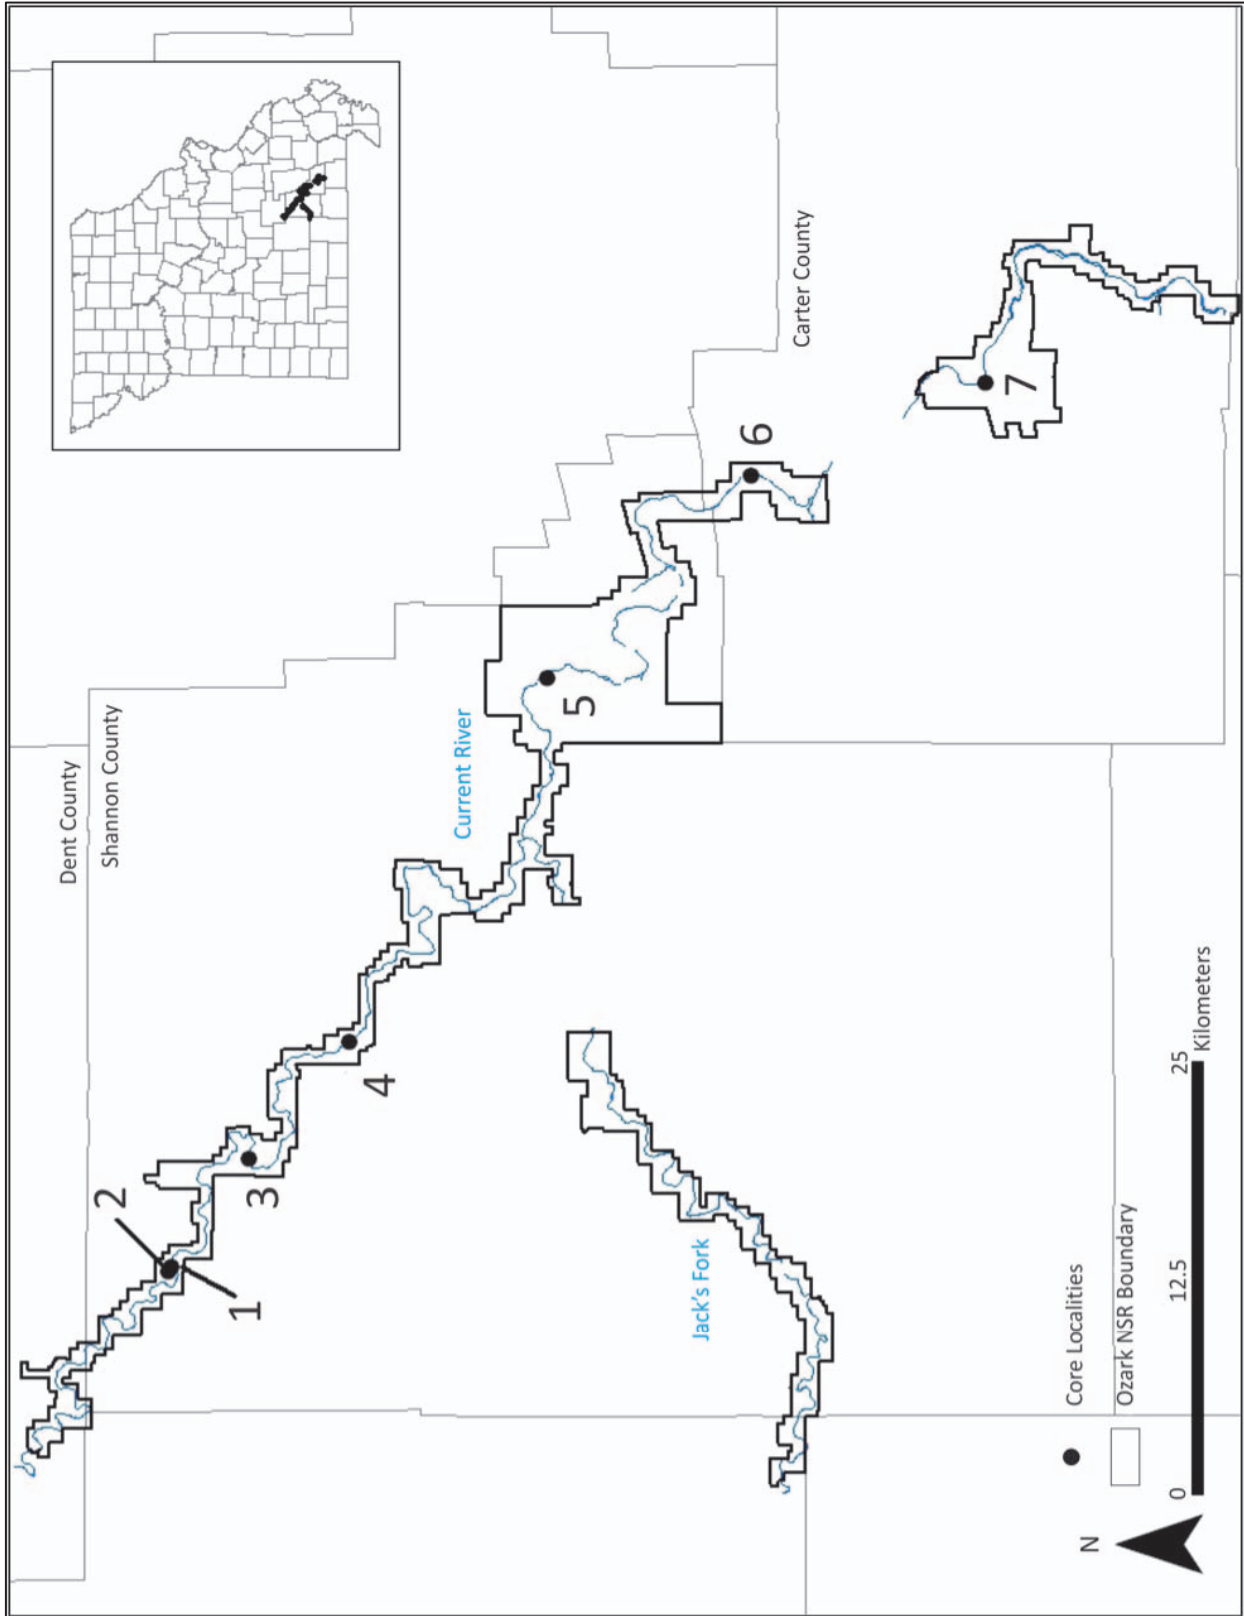 Dent County
Shannon County
2
1
3
4
Current River
5
6
Carter County
7
Jack's Fork
N
Core Localities
Ozark NSR Boundary
0
12.5
25
Kilometers